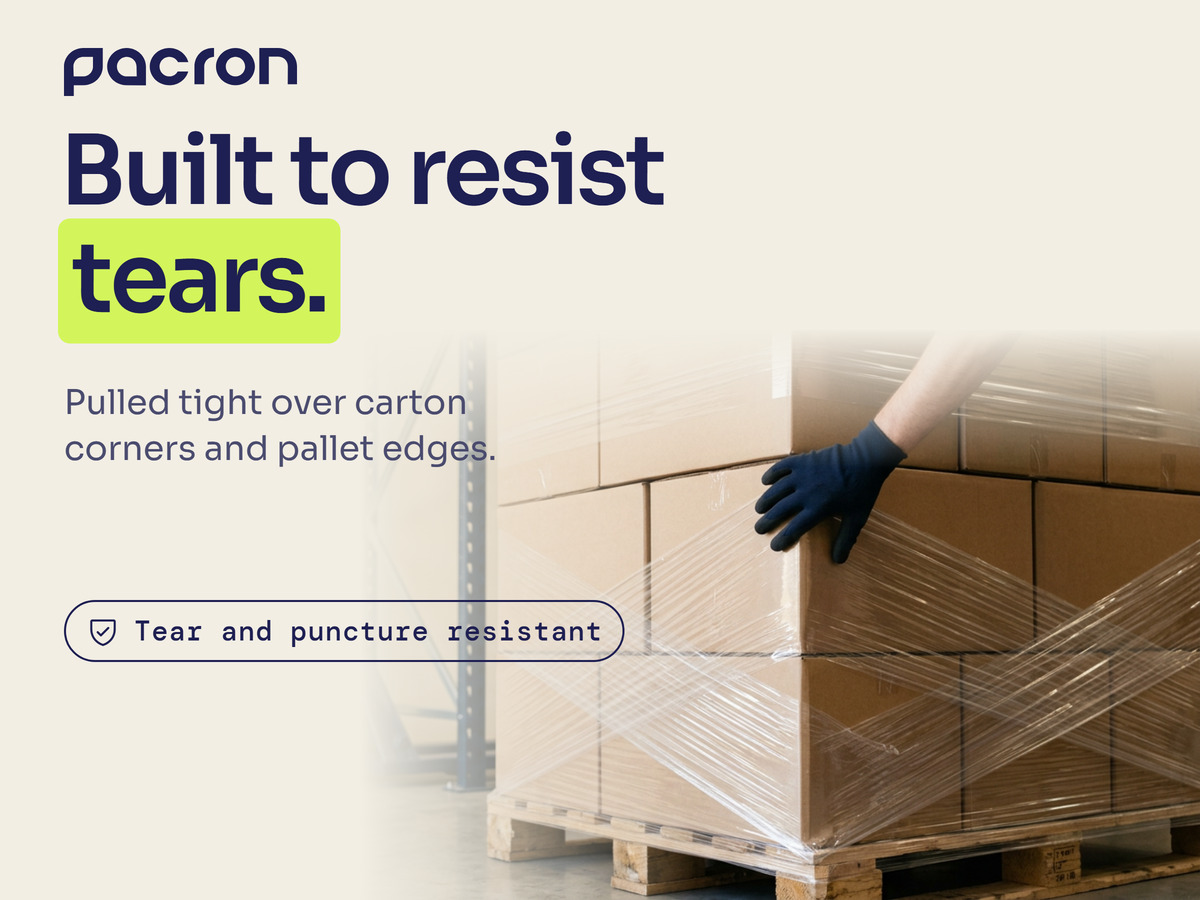 pacron
Built to resist
tears.
Pulled tight over carton
corners and pallet edges.
Tear and puncture resistant